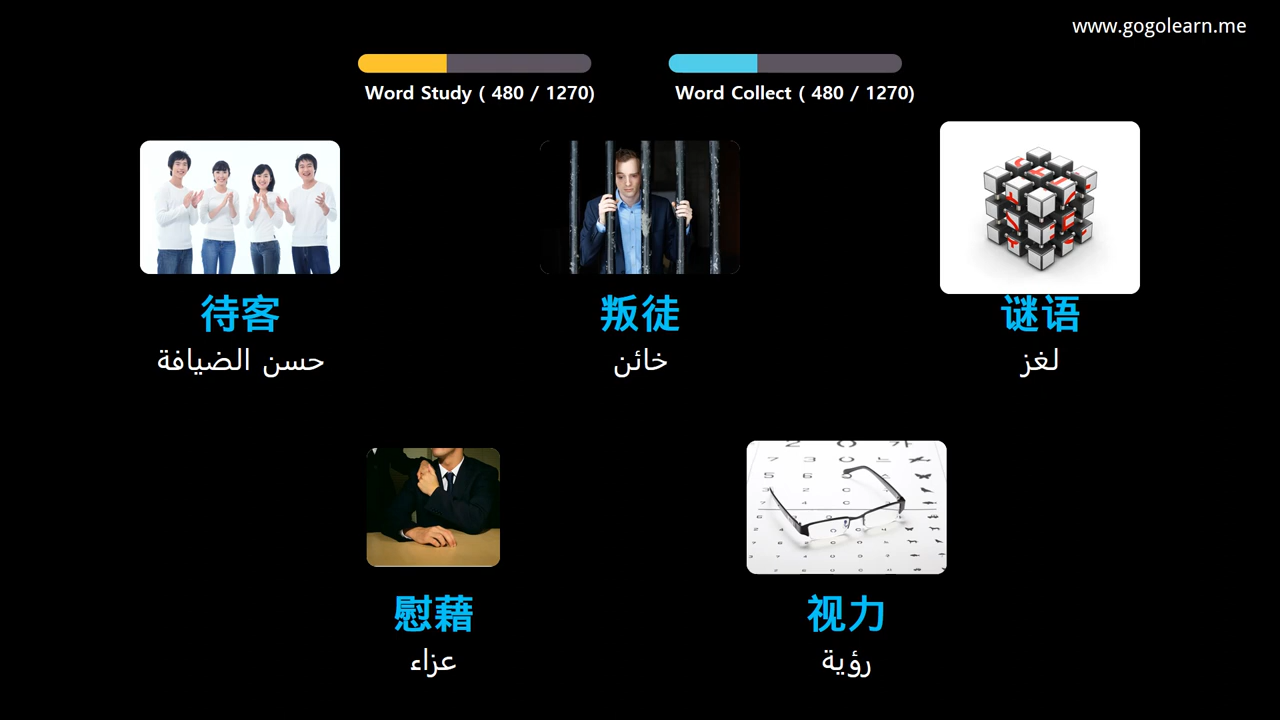 www.gogolearn.me
Word Study ( 480 / 1270)
Word Collect ( 480 / 1270)
待客
حسن الضيافة
叛徒
خائن
谜语
لغز
慰藉
عزاء
视力
رؤية